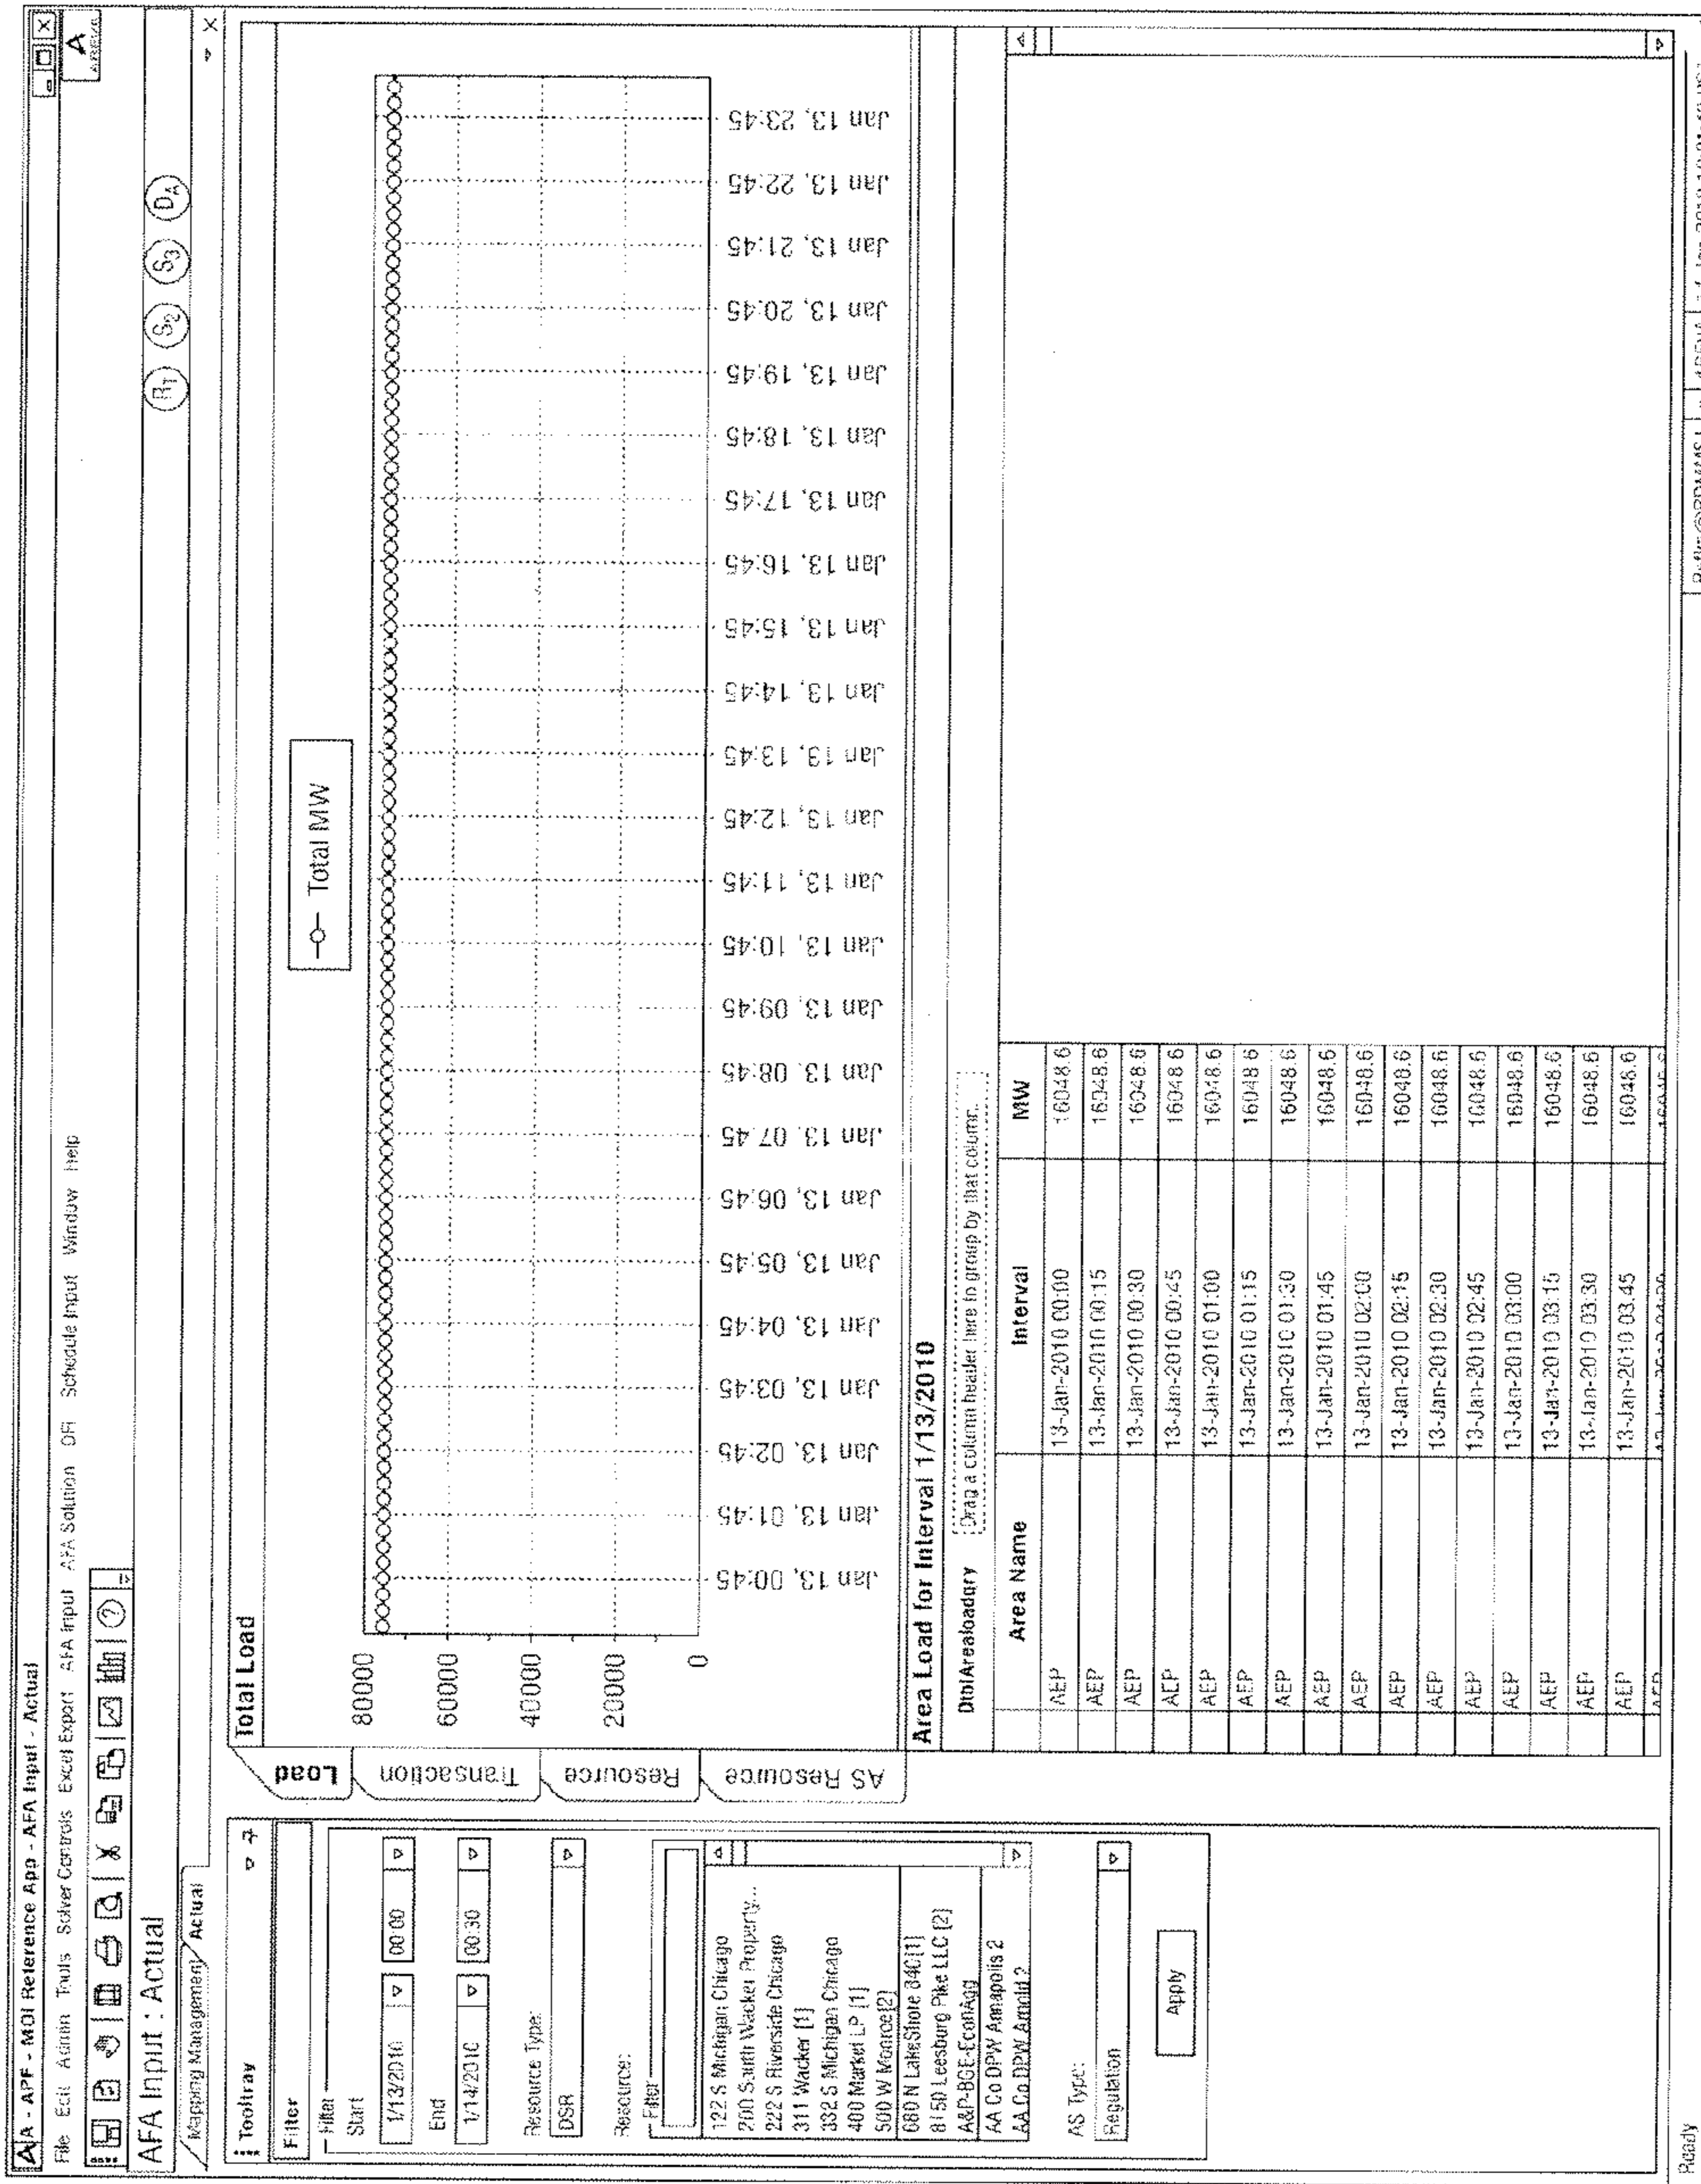 A - APF - MOI Reference App - AFA Input - Actual
File Edit Admin Tools Solver Controls Excel Export AFA Input AFA Solution DR Schedule Input Window Help
A
AREVA
AFA Input : Actual
RT S2 S3 DA
Mapping Management Actual
Tooltray
Filter
Filter
Start
1/13/2010 00:00
End
1/14/2010 00:30
Resource Type:
DSR
Resource:
Filter
122 S Michigan Chicago
200 South Wacker Property...
222 S Riverside Chicago
311 Wacker [1]
332 S Michigan Chicago
400 Market LP [1]
500 W Monroe[2]
680 N LakeShore 840[1]
8150 Leesburg Pike LLC [2]
A&P-BGE-EconAgg
AA Co DPW Annapolis 2
AA Co DPW Arnold 2
AS Type:
Regulation
Apply
Load
Transaction
Resource
AS Resource
Total Load
Total MW
80000
60000
40000
20000
0
Jan 13, 00:45
Jan 13, 01:45
Jan 13, 02:45
Jan 13, 03:45
Jan 13, 04:45
Jan 13, 05:45
Jan 13, 06:45
Jan 13, 07:45
Jan 13, 08:45
Jan 13, 09:45
Jan 13, 10:45
Jan 13, 11:45
Jan 13, 12:45
Jan 13, 13:45
Jan 13, 14:45
Jan 13, 15:45
Jan 13, 16:45
Jan 13, 17:45
Jan 13, 18:45
Jan 13, 19:45
Jan 13, 20:45
Jan 13, 21:45
Jan 13, 22:45
Jan 13, 23:45
Area Load for Interval 1/13/2010
DtblArealoadqry Drag a column header here to group by that column.
Area Name Interval MW
AEP 13-Jan-2010 00:00 16048.6
AEP 13-Jan-2010 00:15 16048.6
AEP 13-Jan-2010 00:30 16048.6
AEP 13-Jan-2010 00:45 16048.6
AEP 13-Jan-2010 01:00 16048.6
AEP 13-Jan-2010 01:15 16048.6
AEP 13-Jan-2010 01:30 16048.6
AEP 13-Jan-2010 01:45 16048.6
AEP 13-Jan-2010 02:00 16048.6
AEP 13-Jan-2010 02:15 16048.6
AEP 13-Jan-2010 02:30 16048.6
AEP 13-Jan-2010 02:45 16048.6
AEP 13-Jan-2010 03:00 16048.6
AEP 13-Jan-2010 03:15 16048.6
AEP 13-Jan-2010 03:30 16048.6
AEP 13-Jan-2010 03:45 16048.6
Ready